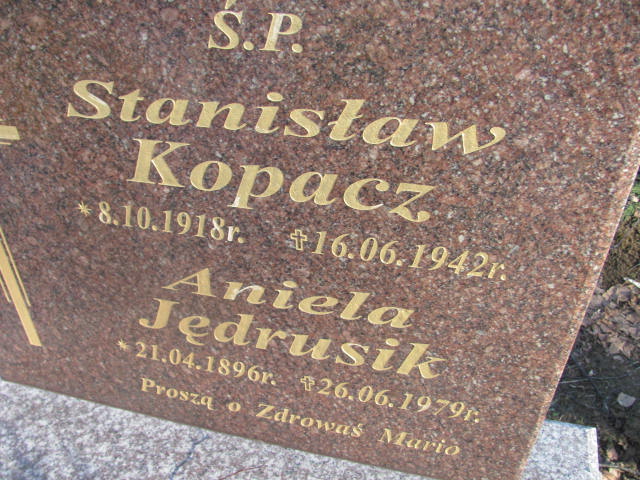 Ś.P.
Stanisław
Kopacz
* 8.10.1918r. ✝ 16.06.1942r.
Aniela
Jędrusik
* 21.04.1896r. ✝ 26.06.1979r.
Proszą o Zdrowaś Mario